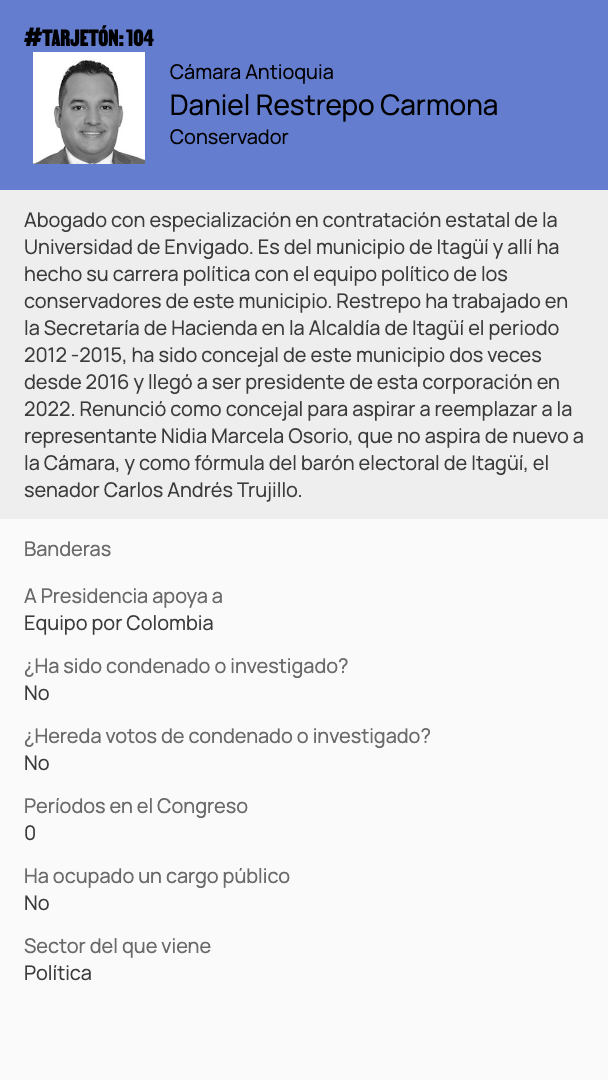 #TARJETÓN: 104
Cámara Antioquia
Daniel Restrepo Carmona
Conservador
Abogado con especialización en contratación estatal de la
Universidad de Envigado. Es del municipio de Itagüí y allí ha
hecho su carrera política con el equipo político de los
conservadores de este municipio. Restrepo ha trabajado en
la Secretaría de Hacienda en la Alcaldía de Itagüí el periodo
2012 -2015, ha sido concejal de este municipio dos veces
desde 2016 y llegó a ser presidente de esta corporación en
2022. Renunció como concejal para aspirar a reemplazar a la
representante Nidia Marcela Osorio, que no aspira de nuevo a
la Cámara, y como fórmula del barón electoral de Itagüí, el
senador Carlos Andrés Trujillo.
Banderas
A Presidencia apoya a
Equipo por Colombia
¿Ha sido condenado o investigado?
No
¿Hereda votos de condenado o investigado?
No
Períodos en el Congreso
0
Ha ocupado un cargo público
No
Sector del que viene
Política